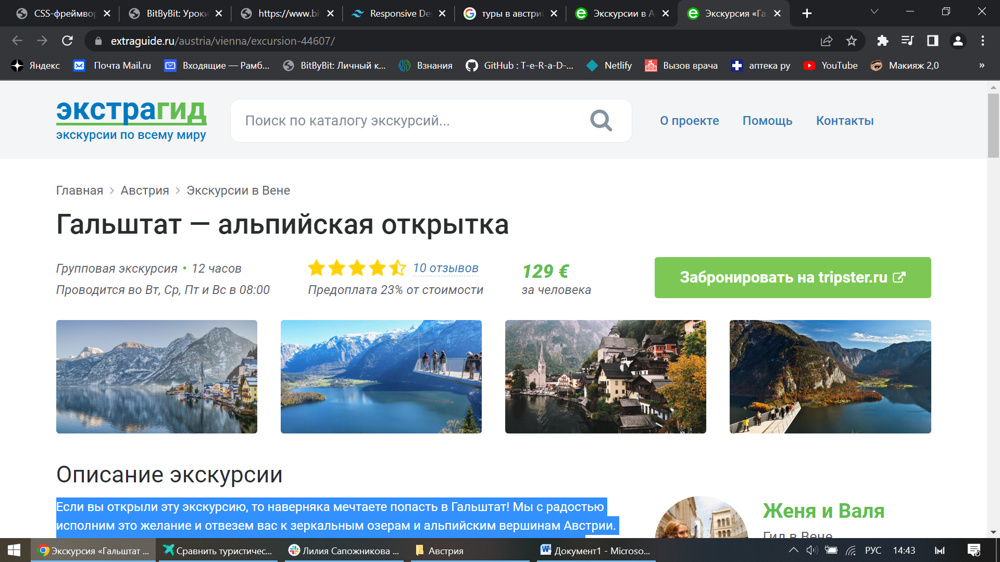 CSS-фреймвор
BitByBit: Уроки
https://www.bi
Responsive De
туры в австри
Экскурсии в А
Экскурсия «Га
extraguide.ru/austria/vienna/excursion-44607/
Яндекс
Почта Mail.ru
Входящие — Рамб...
BitByBit: Личный к...
Взнания
GitHub : T-e-R-a-D-...
Netlify
Вызов врача
аптека ру
YouTube
Макияж 2,0
»
экстрагид
экскурсии по всему миру
Поиск по каталогу экскурсий...
О проекте
Помощь
Контакты
Главная > Австрия > Экскурсии в Вене
Гальштат — альпийская открытка
Групповая экскурсия • 12 часов
Проводится во Вт, Ср, Пт и Вс в 08:00
10 отзывов
Предоплата 23% от стоимости
129 €
за человека
Забронировать на tripster.ru
Описание экскурсии
Если вы открыли эту экскурсию, то наверняка мечтаете попасть в Гальштат! Мы с радостью
исполним это желание и отвезем вас к зеркальным озерам и альпийским вершинам Австрии.
Женя и Валя
Гид в Вене
Экскурсия «Гальштат ...
Сравнить туристичес...
Лилия Сапожникова ...
Австрия
Документ1 - Microso...
РУС
14:43